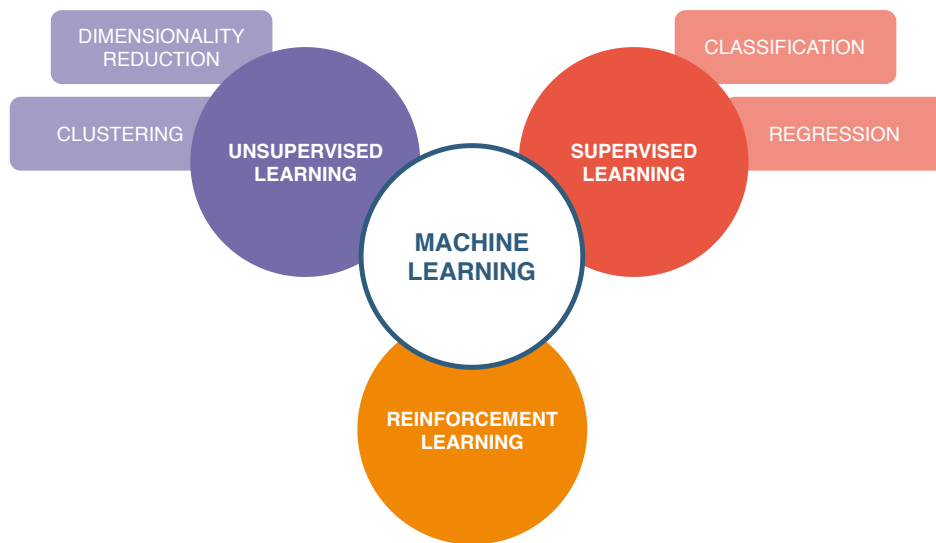 DIMENSIONALITY
REDUCTION
CLUSTERING
UNSUPERVISED
LEARNING
CLASSIFICATION
REGRESSION
SUPERVISED
LEARNING
MACHINE
LEARNING
REINFORCEMENT
LEARNING